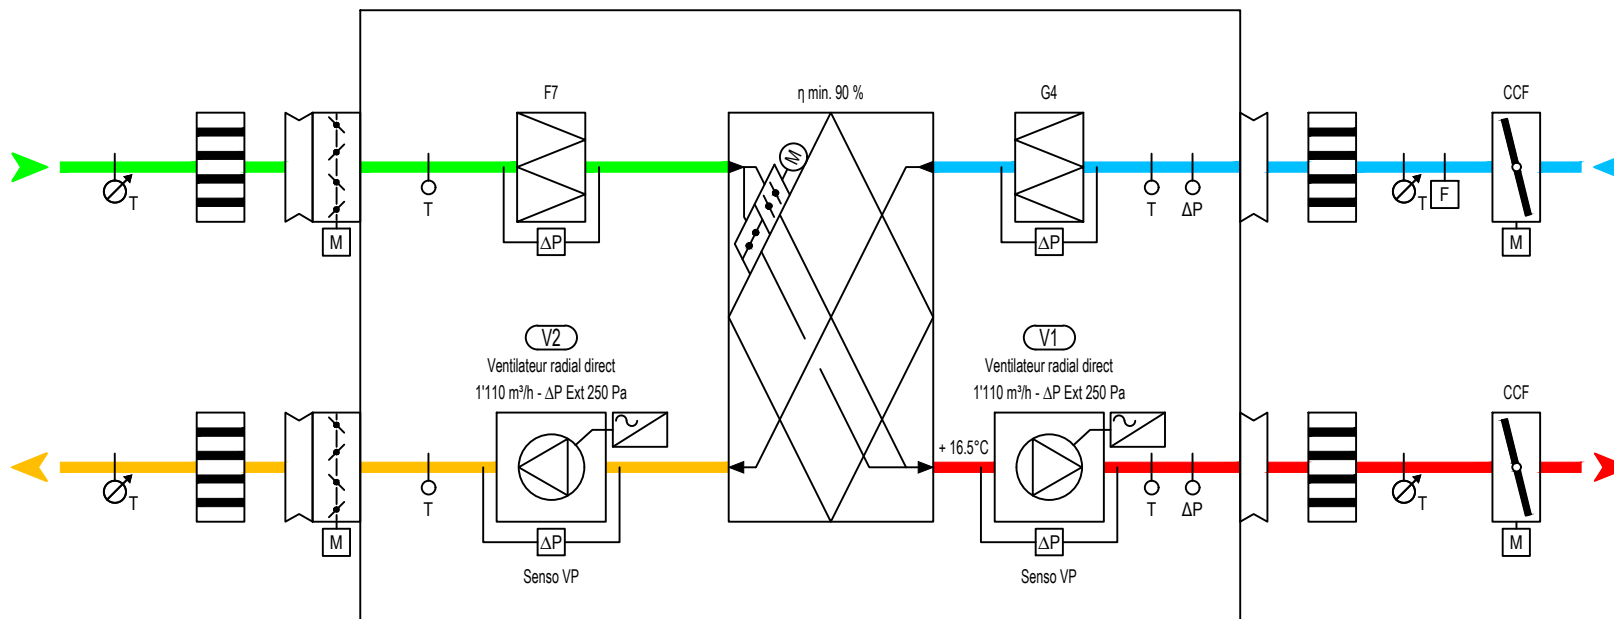 F7
η min. 90 %
G4
CCF
M
T
T
T
ΔP
T
F
M
ΔP
ΔP
M
V2
V1
Ventilateur radial direct
Ventilateur radial direct
1'110 m³/h - ΔP Ext 250 Pa
1'110 m³/h - ΔP Ext 250 Pa
CCF
+ 16.5°C
T
T
T
ΔP
T
M
ΔP
ΔP
M
Senso VP
Senso VP